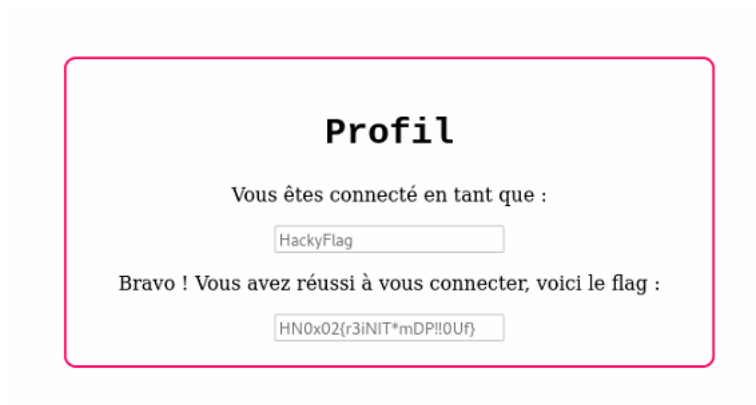 Profil
Vous êtes connecté en tant que :
HackyFlag
Bravo ! Vous avez réussi à vous connecter, voici le flag :
HN0x02{r3iNIT*mDP!!0Uf}